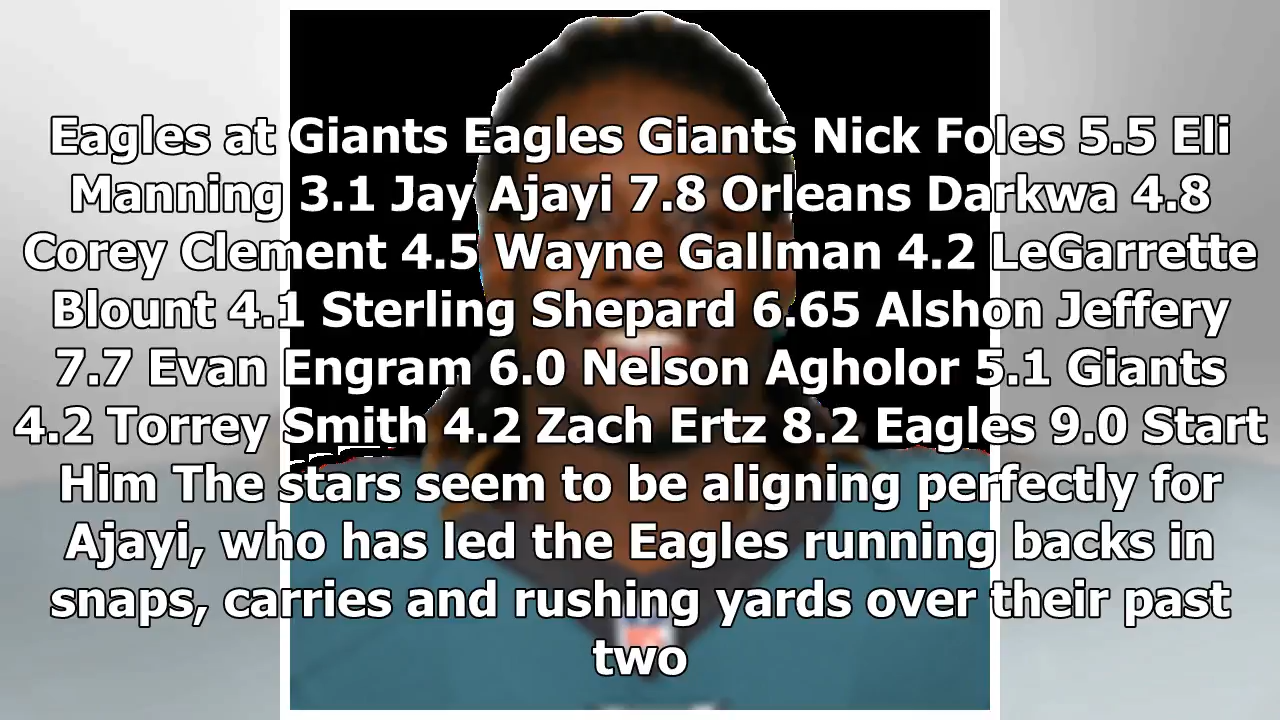 Eagles at Giants Eagles Giants Nick Foles 5.5 Eli
Manning 3.1 Jay Ajayi 7.8 Orleans Darkwa 4.8
Corey Clement 4.5 Wayne Gallman 4.2 LeGarrette
Blount 4.1 Sterling Shepard 6.65 Alshon Jeffery
7.7 Evan Engram 6.0 Nelson Agholor 5.1 Giants
4.2 Torrey Smith 4.2 Zach Ertz 8.2 Eagles 9.0 Start
Him The stars seem to be aligning perfectly for
Ajayi, who has led the Eagles running backs in
snaps, carries and rushing yards over their past
two